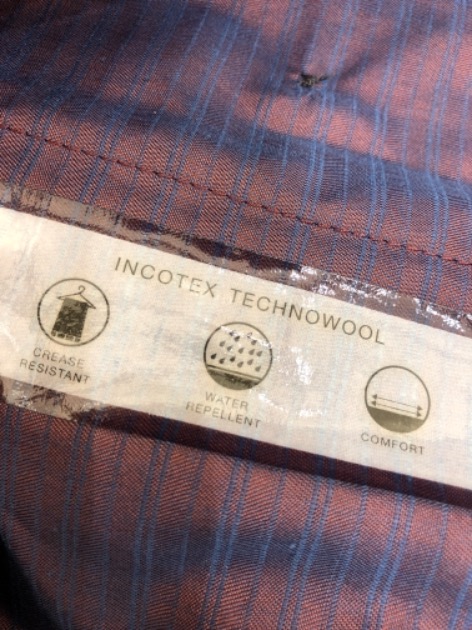 INCOTEX TECHNOWOOL
CREASE
RESISTANT
WATER
REPELLENT
COMFORT